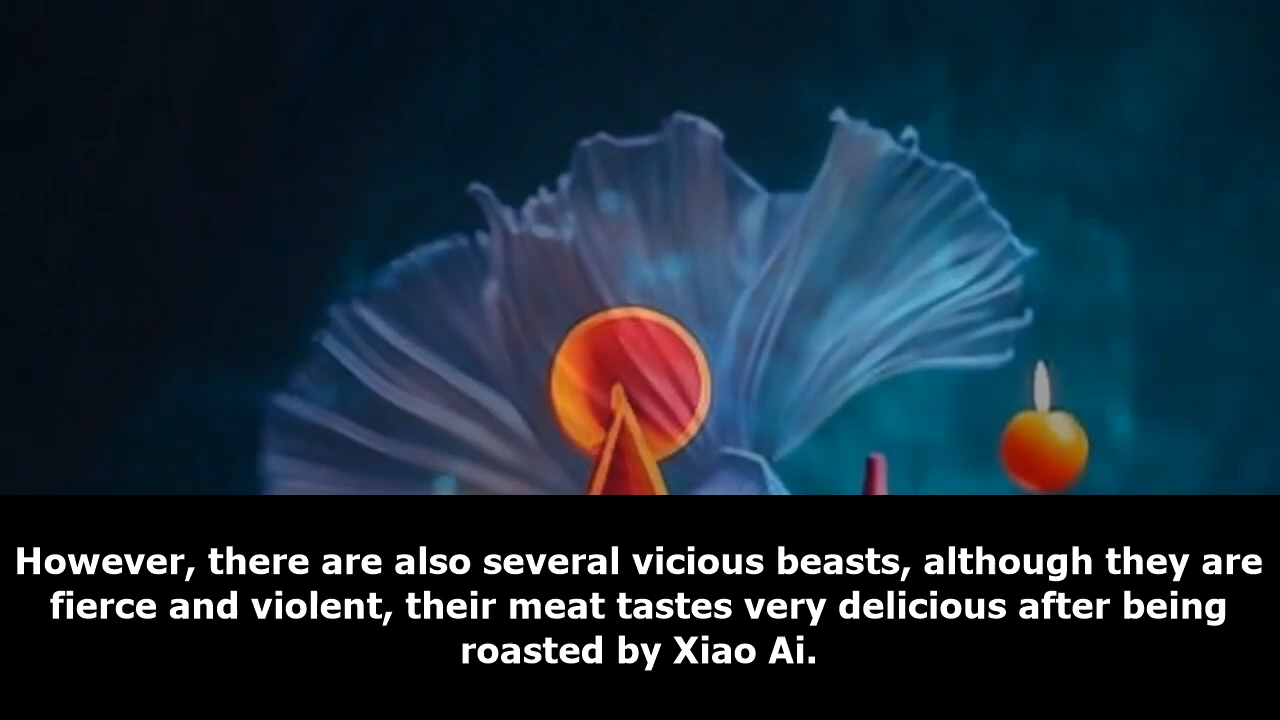 However, there are also several vicious beasts, although they are
fierce and violent, their meat tastes very delicious after being
roasted by Xiao Ai.